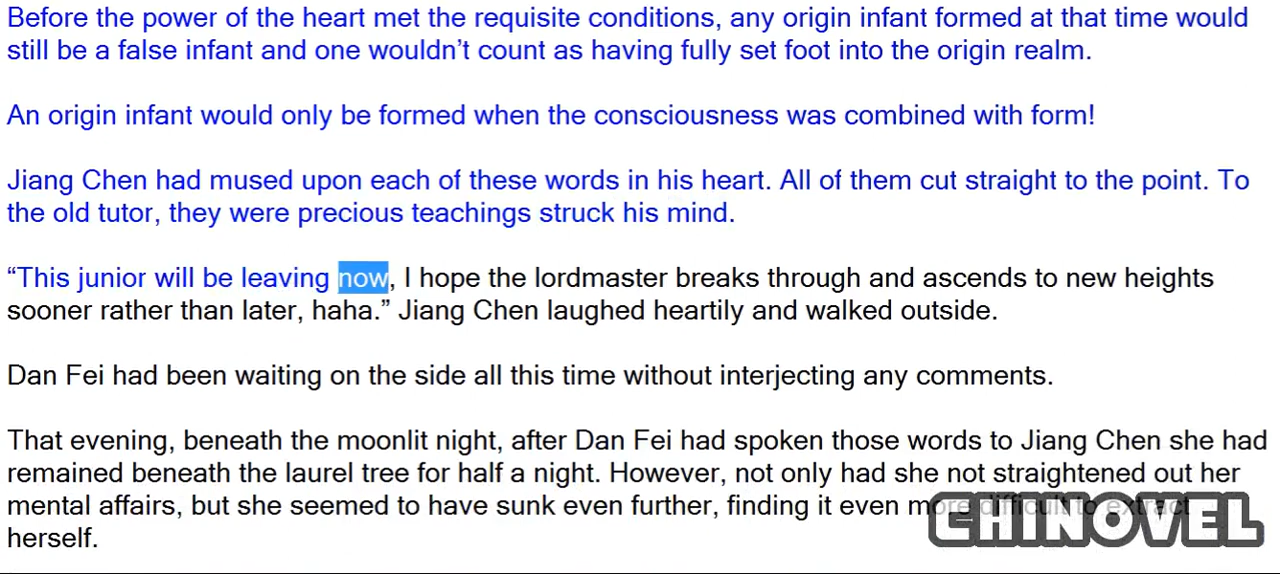 Before the power of the heart met the requisite conditions, any origin infant formed at that time would
still be a false infant and one wouldn’t count as having fully set foot into the origin realm.
An origin infant would only be formed when the consciousness was combined with form!
Jiang Chen had mused upon each of these words in his heart. All of them cut straight to the point. To
the old tutor, they were precious teachings struck his mind.
“This junior will be leaving now, I hope the lordmaster breaks through and ascends to new heights
sooner rather than later, haha.” Jiang Chen laughed heartily and walked outside.
Dan Fei had been waiting on the side all this time without interjecting any comments.
That evening, beneath the moonlit night, after Dan Fei had spoken those words to Jiang Chen she had
remained beneath the laurel tree for half a night. However, not only had she not straightened out her
mental affairs, but she seemed to have sunk even further, finding it even more difficult to extract
herself.
CHINOVEL